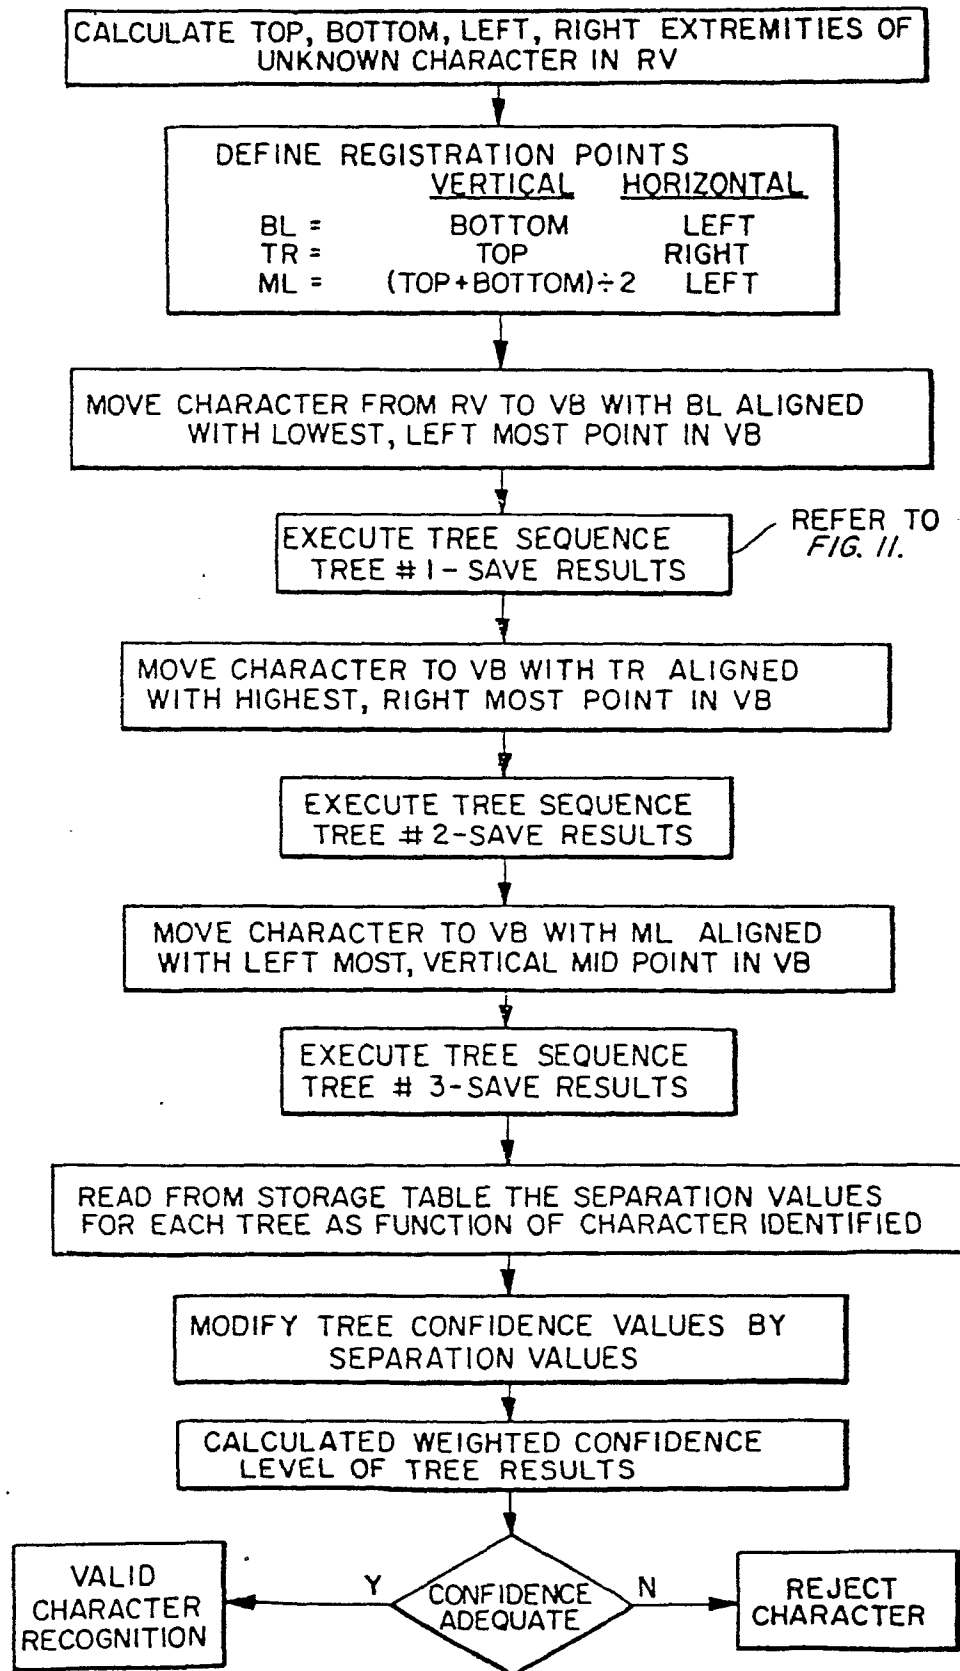 CALCULATE TOP, BOTTOM, LEFT, RIGHT EXTREMITIES OF
UNKNOWN CHARACTER IN RV
DEFINE REGISTRATION POINTS
VERTICAL HORIZONTAL
BL = BOTTOM LEFT
TR = TOP RIGHT
ML = (TOP+BOTTOM)÷2 LEFT
MOVE CHARACTER FROM RV TO VB WITH BL ALIGNED
WITH LOWEST, LEFT MOST POINT IN VB
EXECUTE TREE SEQUENCE
TREE #1-SAVE RESULTS
REFER TO
FIG. 11.
MOVE CHARACTER TO VB WITH TR ALIGNED
WITH HIGHEST, RIGHT MOST POINT IN VB
EXECUTE TREE SEQUENCE
TREE #2-SAVE RESULTS
MOVE CHARACTER TO VB WITH ML ALIGNED
WITH LEFT MOST, VERTICAL MID POINT IN VB
EXECUTE TREE SEQUENCE
TREE # 3-SAVE RESULTS
READ FROM STORAGE TABLE THE SEPARATION VALUES
FOR EACH TREE AS FUNCTION OF CHARACTER IDENTIFIED
MODIFY TREE CONFIDENCE VALUES BY
SEPARATION VALUES
CALCULATED WEIGHTED CONFIDENCE
LEVEL OF TREE RESULTS
VALID
CHARACTER
RECOGNITION
Y
CONFIDENCE
ADEQUATE
N
REJECT
CHARACTER